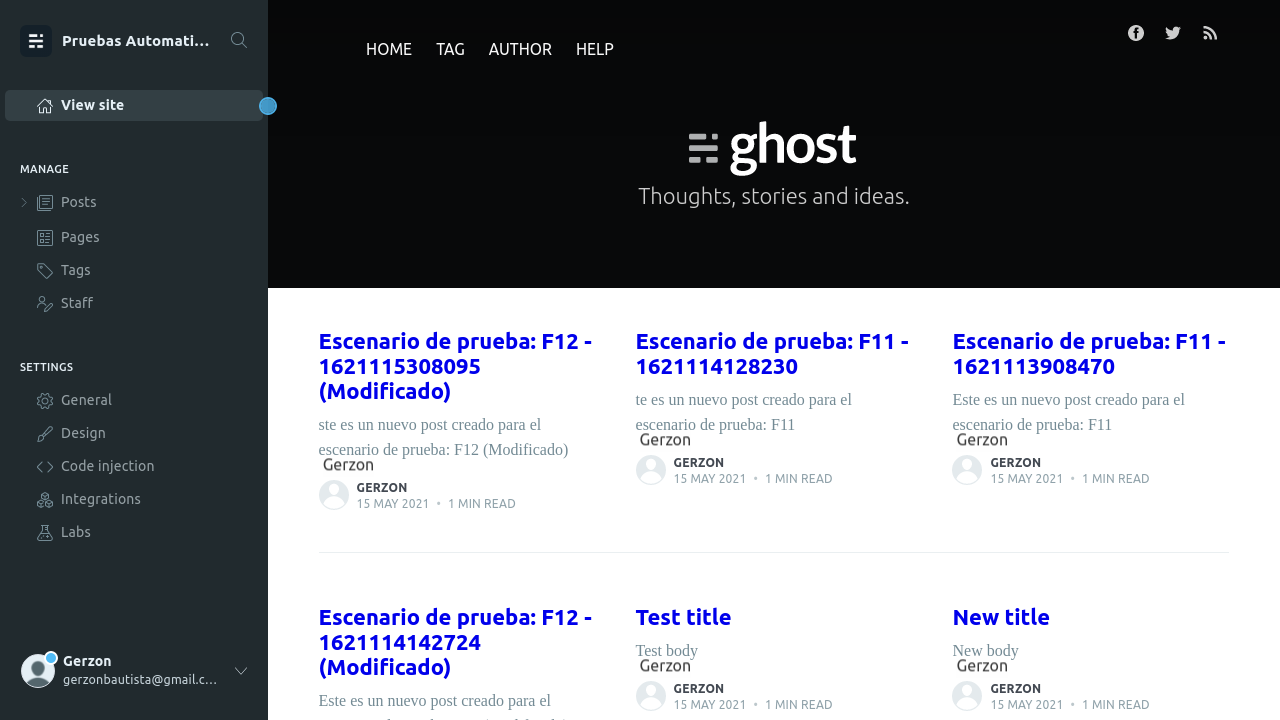 Pruebas Automati...
View site
MANAGE
Posts
Pages
Tags
Staff
SETTINGS
General
Design
Code injection
Integrations
Labs
Gerzon
gerzonbautista@gmail.c...
HOME TAG AUTHOR HELP
ghost
Thoughts, stories and ideas.
Escenario de prueba: F12 -
1621115308095
(Modificado)
ste es un nuevo post creado para el
escenario de prueba: F12 (Modificado)
Gerzon
GERZON
15 MAY 2021 • 1 MIN READ
Escenario de prueba: F11 -
1621114128230
te es un nuevo post creado para el
escenario de prueba: F11
Gerzon
GERZON
15 MAY 2021 • 1 MIN READ
Escenario de prueba: F11 -
1621113908470
Este es un nuevo post creado para el
escenario de prueba: F11
Gerzon
GERZON
15 MAY 2021 • 1 MIN READ
Escenario de prueba: F12 -
1621114142724
(Modificado)
Este es un nuevo post creado para el
Test title
Test body
Gerzon
GERZON
15 MAY 2021 • 1 MIN READ
New title
New body
Gerzon
GERZON
15 MAY 2021 • 1 MIN READ